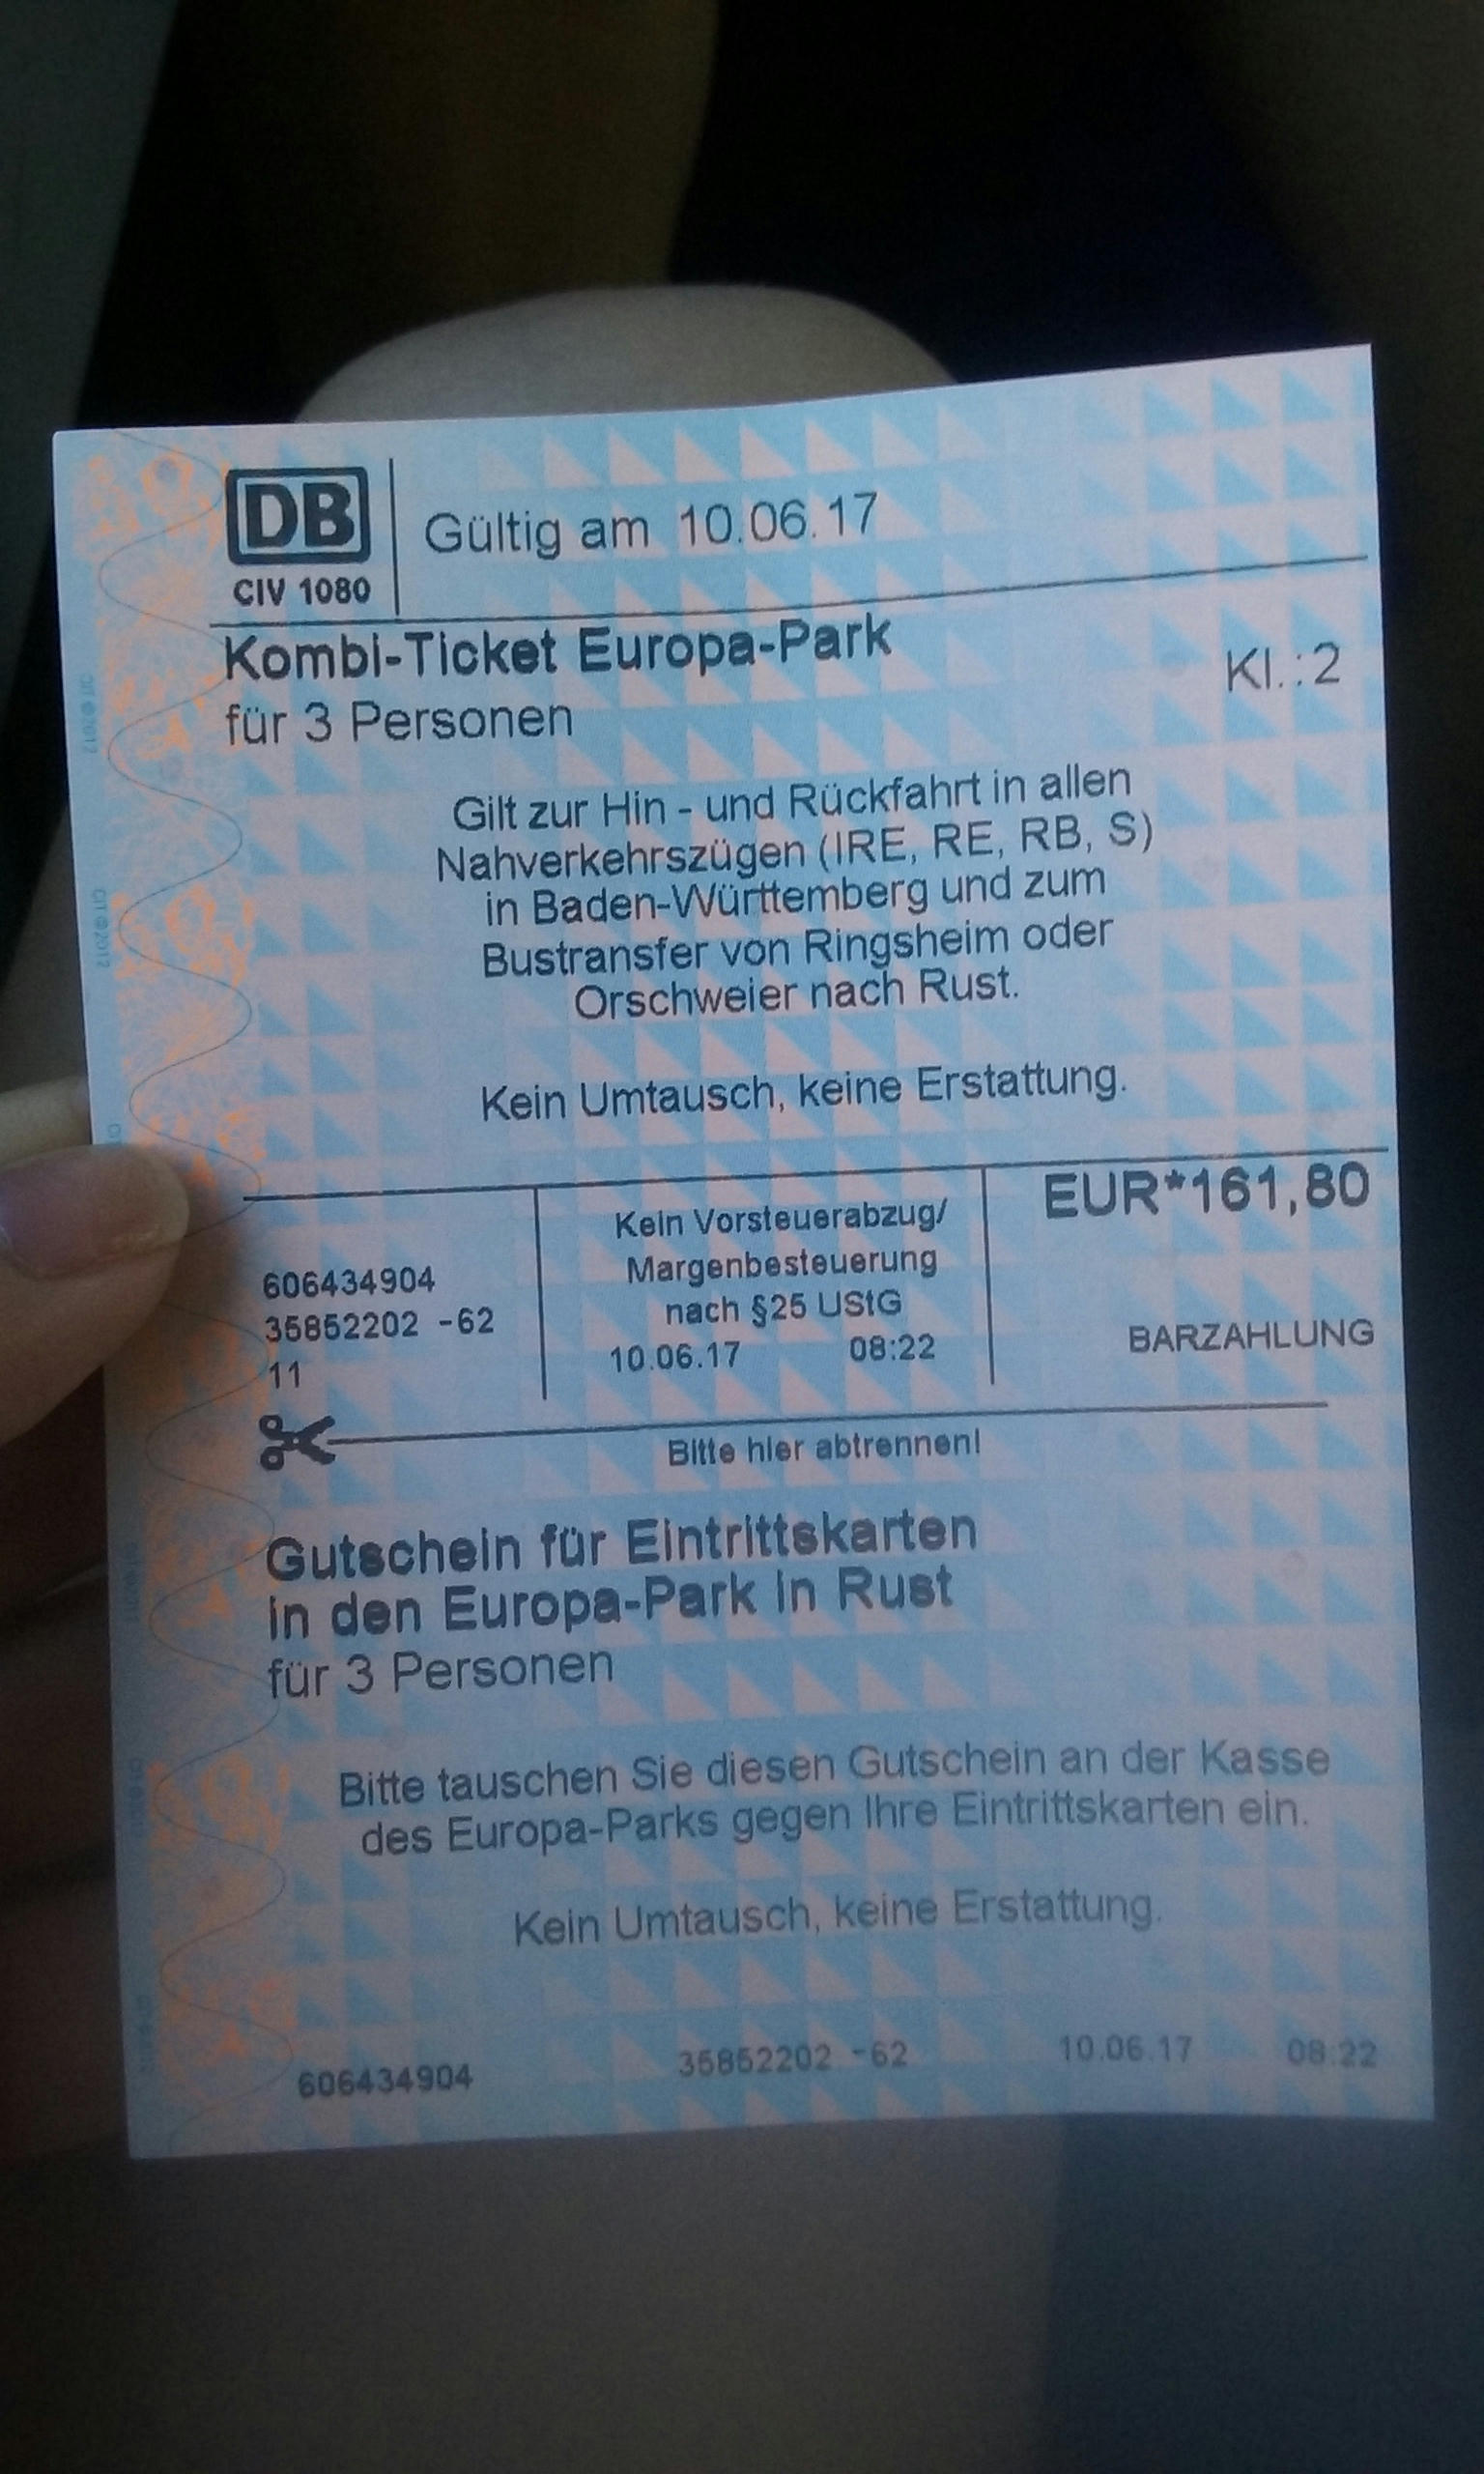 DB
Gültig am 10.06.17
CIV 1080
Kombi-Ticket Europa-Park
Kl.:2
für 3 Personen
Gilt zur Hin - und Rückfahrt in allen
Nahverkehrszügen (IRE, RE, RB, S)
in Baden-Württemberg und zum
Bustransfer von Ringsheim oder
Orschweier nach Rust.
Kein Umtausch, keine Erstattung.
EUR*161,80
Kein Vorsteuerabzug/
Margenbesteuerung
nach §25 UStG
10.06.17 08:22
606434904
35852202 -62
11
BARZAHLUNG
Bitte hier abtrennen!
Gutschein für Eintrittskarten
in den Europa-Park in Rust
für 3 Personen
Bitte tauschen Sie diesen Gutschein an der Kasse
des Europa-Parks gegen Ihre Eintrittskarten ein.
Kein Umtausch, keine Erstattung.
606434904 35852202 -62 10.06.17 08:22